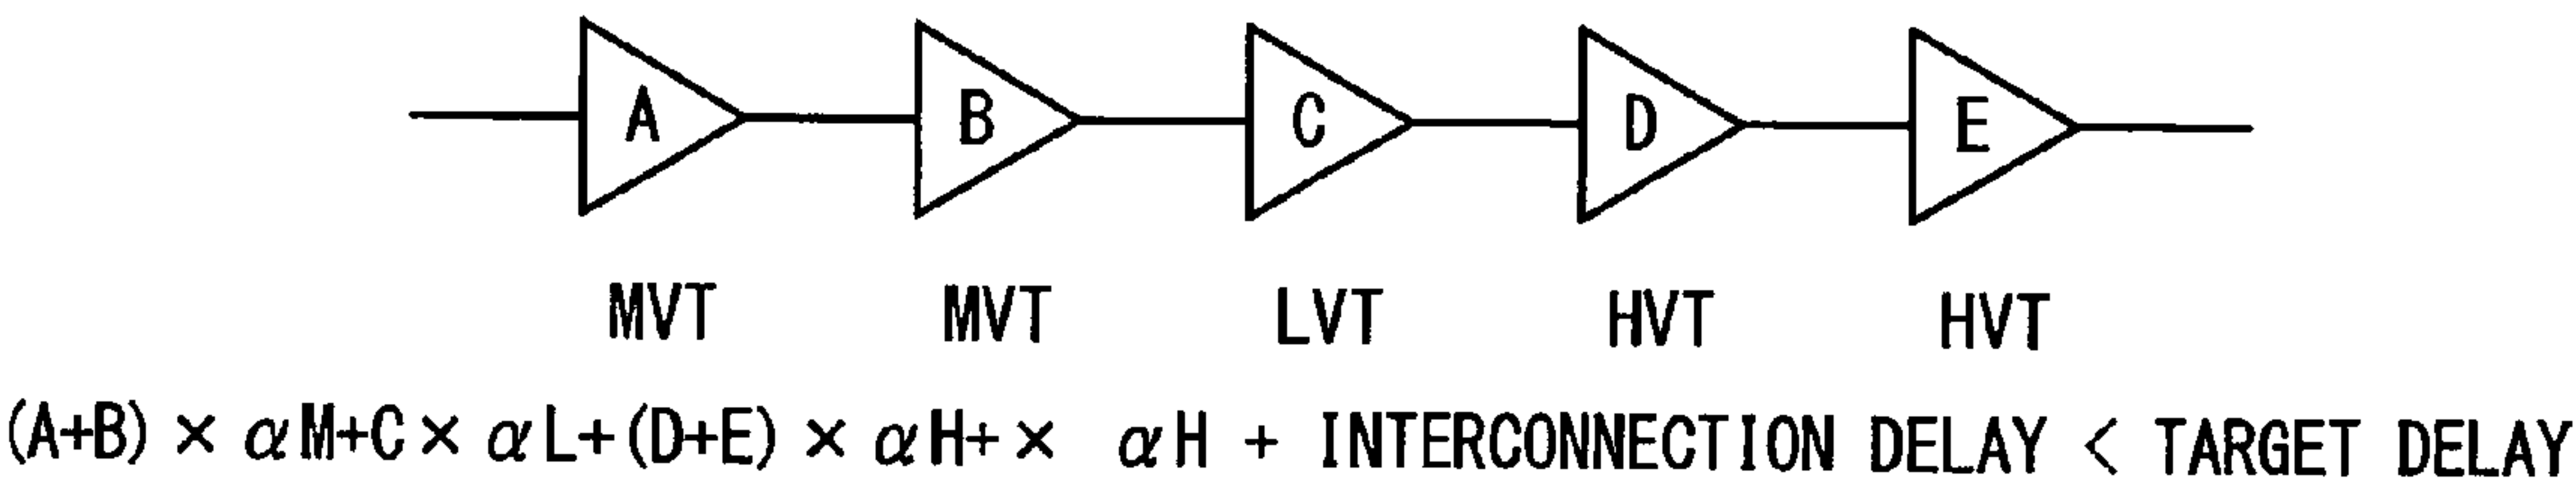 A B C D E
MVT MVT LVT HVT HVT
(A+B) × αM+C× αL+(D+E) × αH+× αH + INTERCONNECTION DELAY < TARGET DELAY